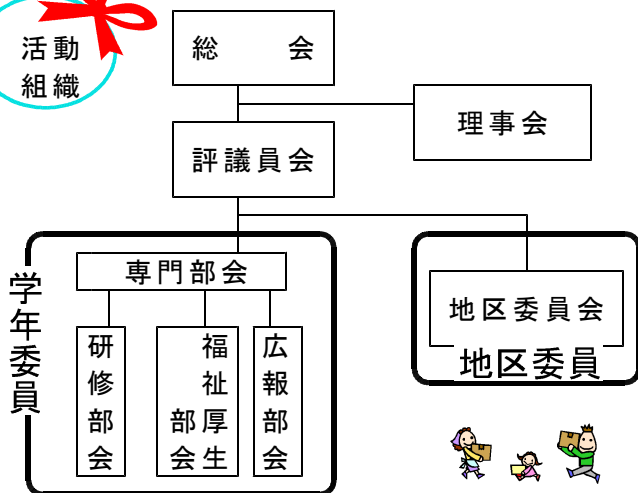 活動
組織
総　会
理事会
評議員会
学年委員
専門部会
研修部会
福祉厚生
部会
広報部会
地区委員会
地区委員